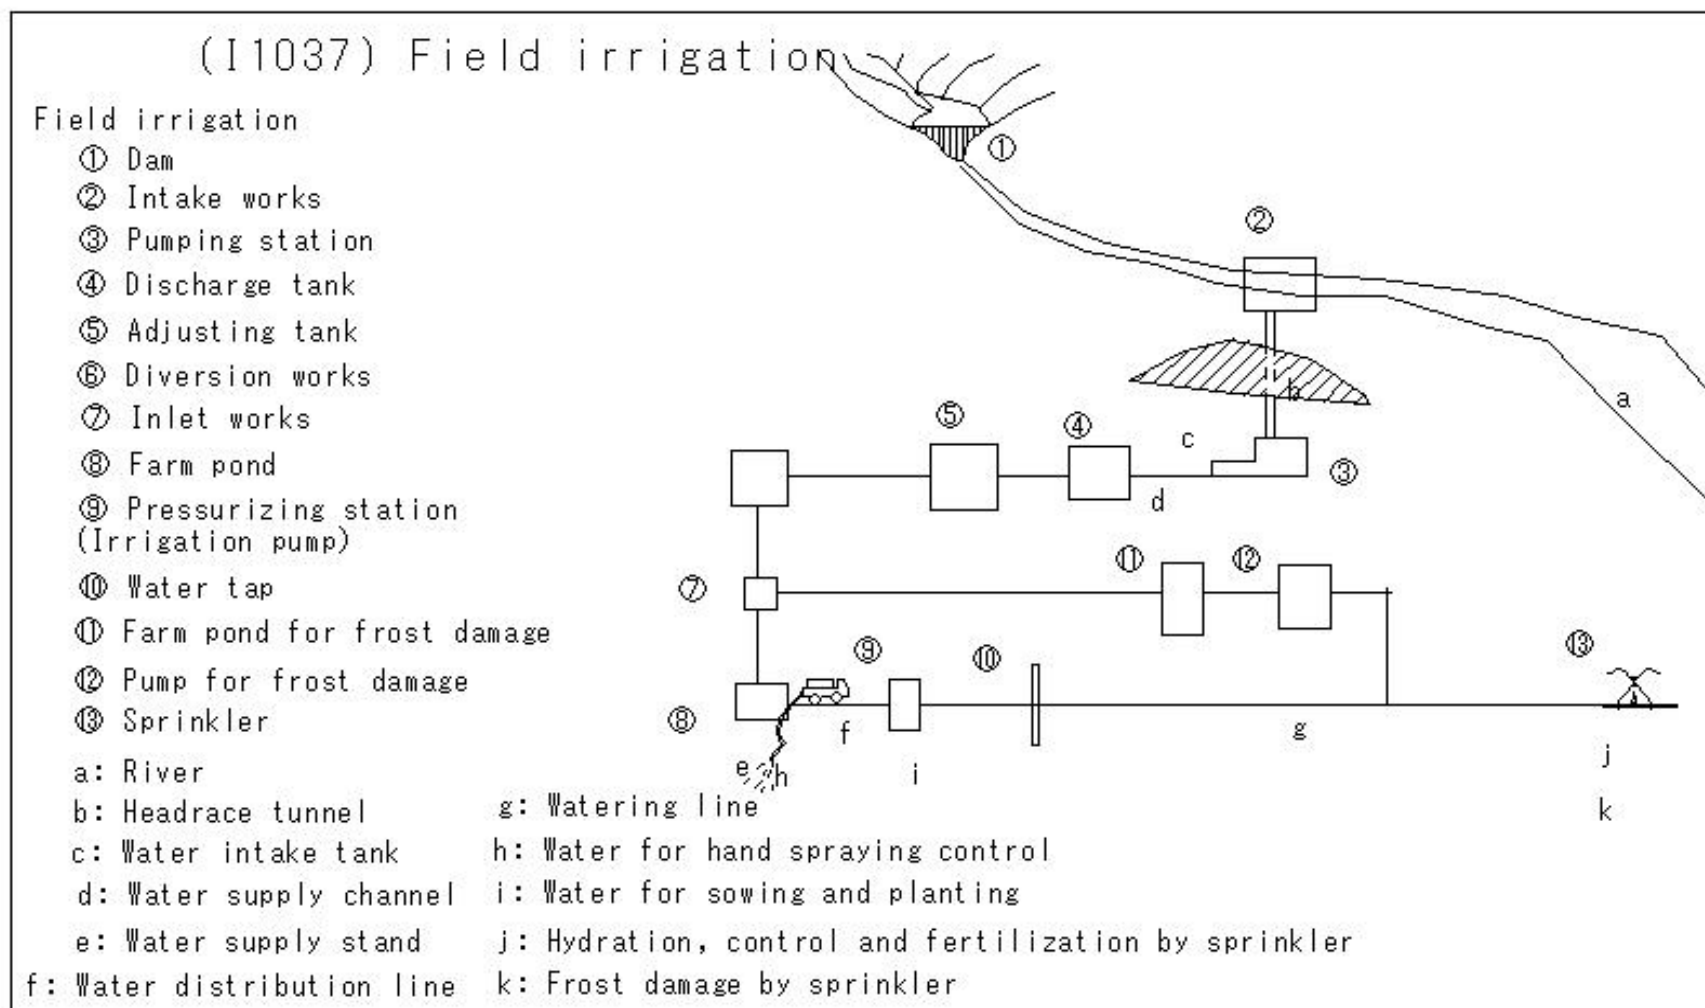 (I1037) Field irrigation
Field irrigation
① Dam
② Intake works
③ Pumping station
④ Discharge tank
⑤ Adjusting tank
⑥ Diversion works
⑦ Inlet works
⑧ Farm pond
⑨ Pressurizing station
(Irrigation pump)
⑩ Water tap
⑪ Farm pond for frost damage
⑫ Pump for frost damage
⑬ Sprinkler
a: River
b: Headrace tunnel
c: Water intake tank
d: Water supply channel
e: Water supply stand
f: Water distribution line
g: Watering line
h: Water for hand spraying control
i: Water for sowing and planting
j: Hydration, control and fertilization by sprinkler
k: Frost damage by sprinkler
①
②
b
a
⑤
④
c
③
d
⑪
⑫
⑦
⑨
⑩
⑬
⑧
f
g
e
h
i
j
k